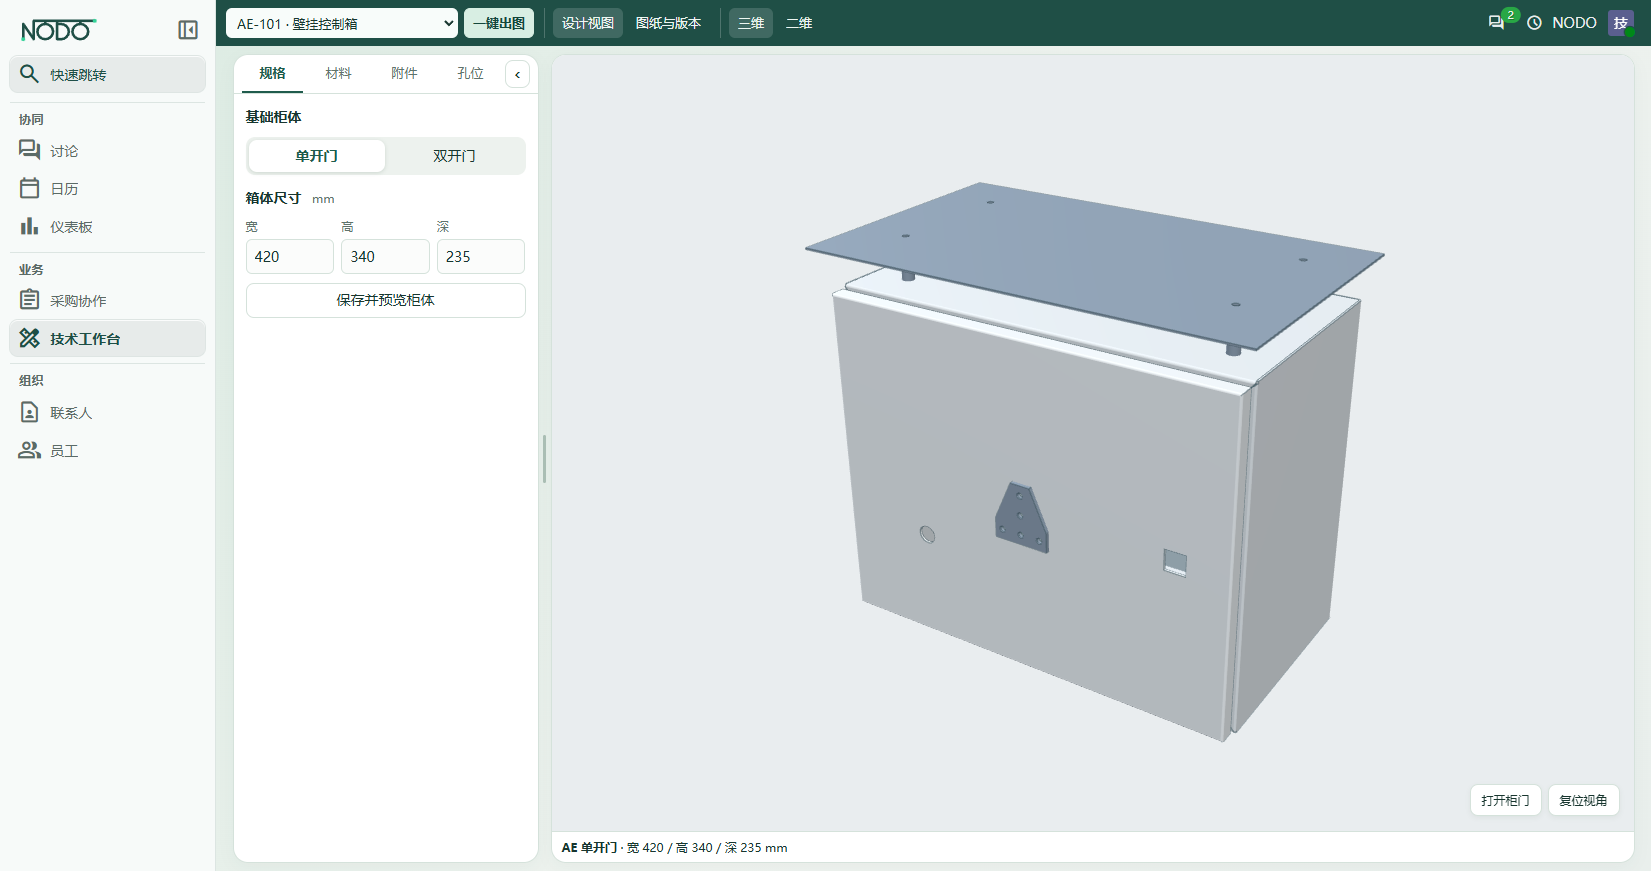 NODO
快速跳转
协同
讨论
日历
仪表板
业务
采购协作
技术工作台
组织
联系人
员工
AE-101 · 壁挂控制箱
一键出图
设计视图
图纸与版本
三维
二维
2
NODO
技
规格
材料
附件
孔位
基础柜体
单开门
双开门
箱体尺寸 mm
宽
高
深
420
340
235
保存并预览柜体
打开柜门
复位视角
AE 单开门 · 宽 420 / 高 340 / 深 235 mm